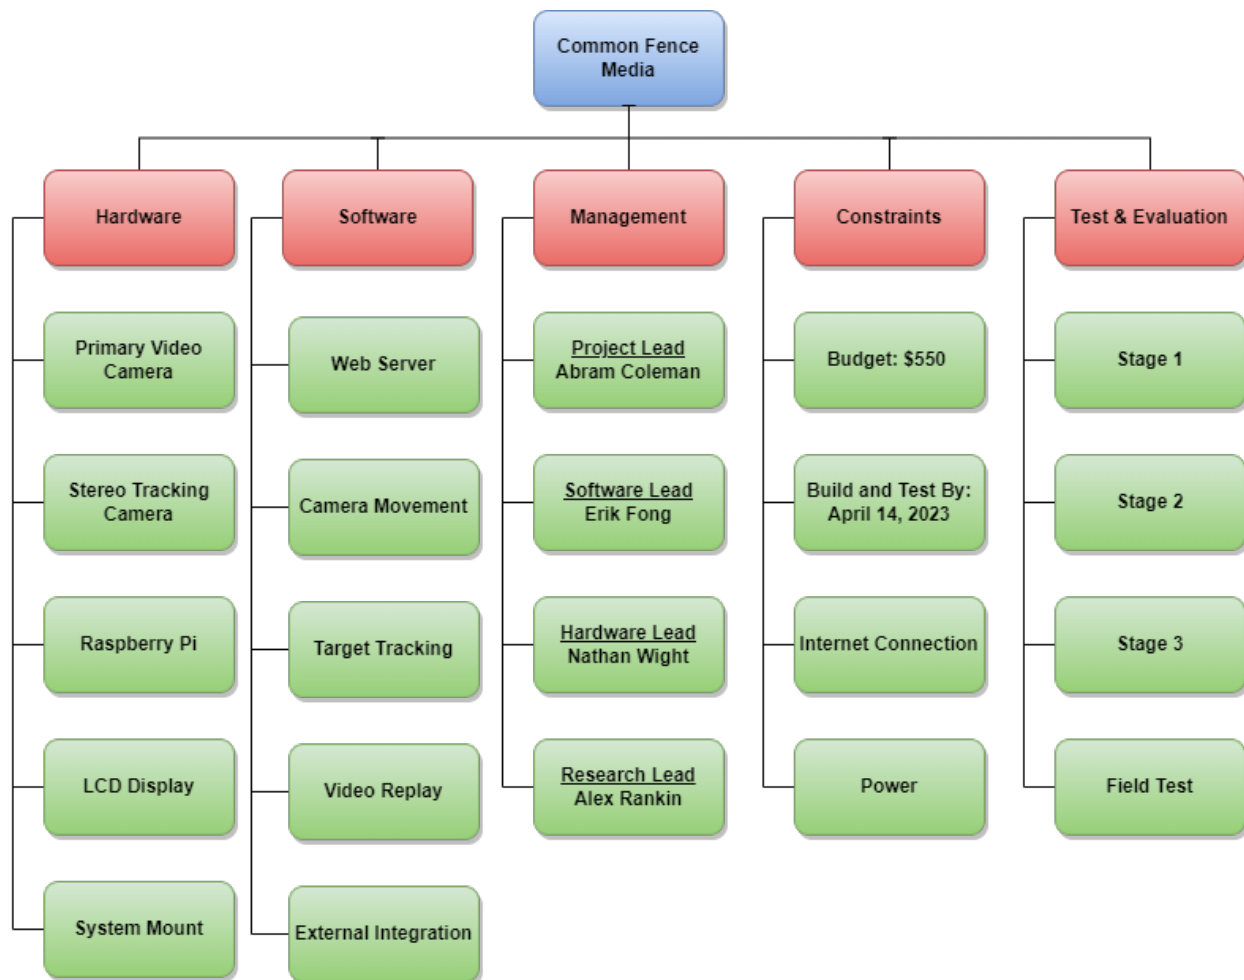 Common Fence
Media
Hardware
Software
Management
Constraints
Test & Evaluation
Primary Video
Camera
Stereo Tracking
Camera
Raspberry Pi
LCD Display
System Mount
Web Server
Camera Movement
Target Tracking
Video Replay
External Integration
Project Lead
Abram Coleman
Software Lead
Erik Fong
Hardware Lead
Nathan Wight
Research Lead
Alex Rankin
Budget: $550
Build and Test By:
April 14, 2023
Internet Connection
Power
Stage 1
Stage 2
Stage 3
Field Test